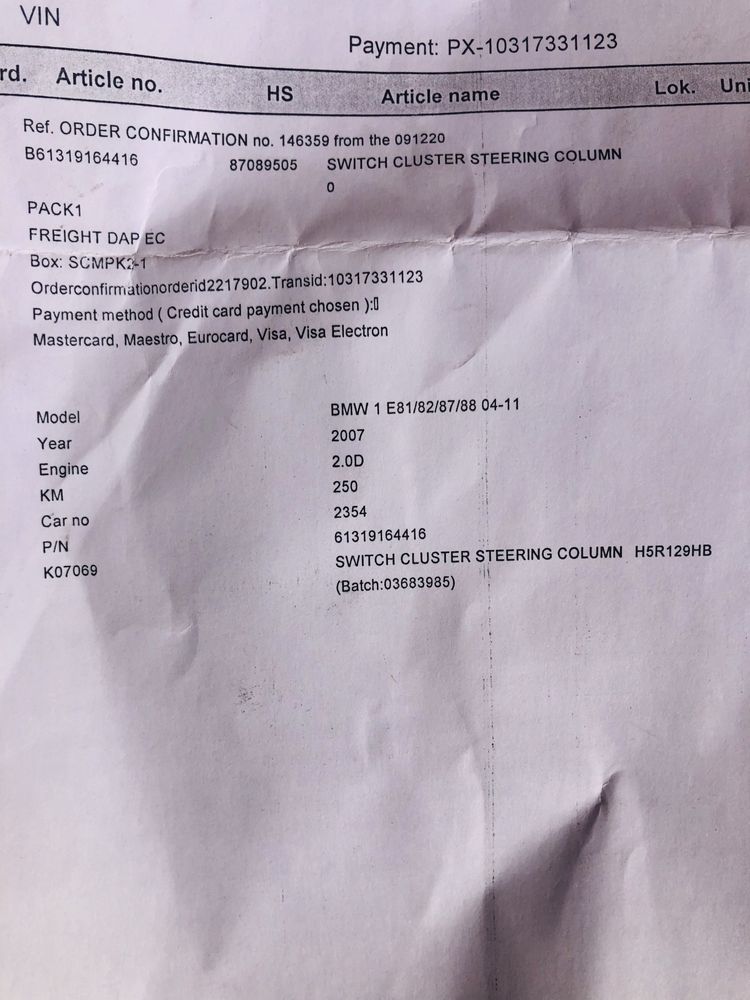 VIN
Payment: PX-10317331123
rd. Article no. HS Article name Lok. Uni
Ref. ORDER CONFIRMATION no. 146359 from the 091220
B61319164416 87089505 SWITCH CLUSTER STEERING COLUMN
0
PACK1
FREIGHT DAP EC
Box: SCMPK2-1
Orderconfirmationorderid2217902.Transid:10317331123
Payment method ( Credit card payment chosen ):▯
Mastercard, Maestro, Eurocard, Visa, Visa Electron
Model BMW 1 E81/82/87/88 04-11
Year 2007
Engine 2.0D
KM 250
Car no 2354
P/N 61319164416
K07069 SWITCH CLUSTER STEERING COLUMN H5R129HB
(Batch:03683985)